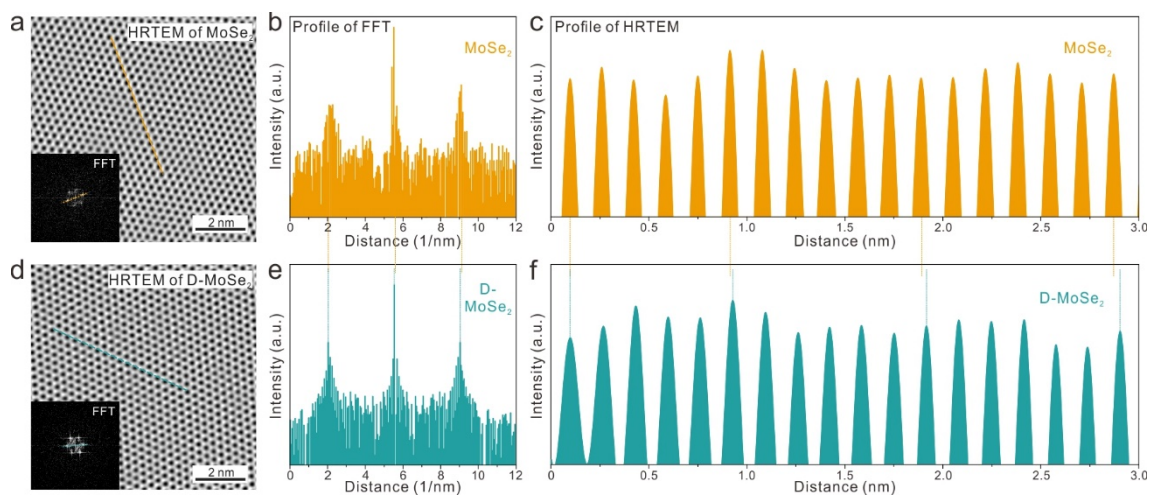 a
HRTEM of MoSe₂
FFT
2 nm
b
Profile of FFT
MoSe₂
Intensity (a.u.)
0 2 4 6 8 10 12
Distance (1/nm)
c
Profile of HRTEM
MoSe₂
Intensity (a.u.)
0.0 0.5 1.0 1.5 2.0 2.5 3.0
Distance (nm)
d
HRTEM of D-MoSe₂
FFT
2 nm
e
D-
MoSe₂
Intensity (a.u.)
0 2 4 6 8 10 12
Distance (1/nm)
f
D-MoSe₂
Intensity (a.u.)
0.0 0.5 1.0 1.5 2.0 2.5 3.0
Distance (nm)